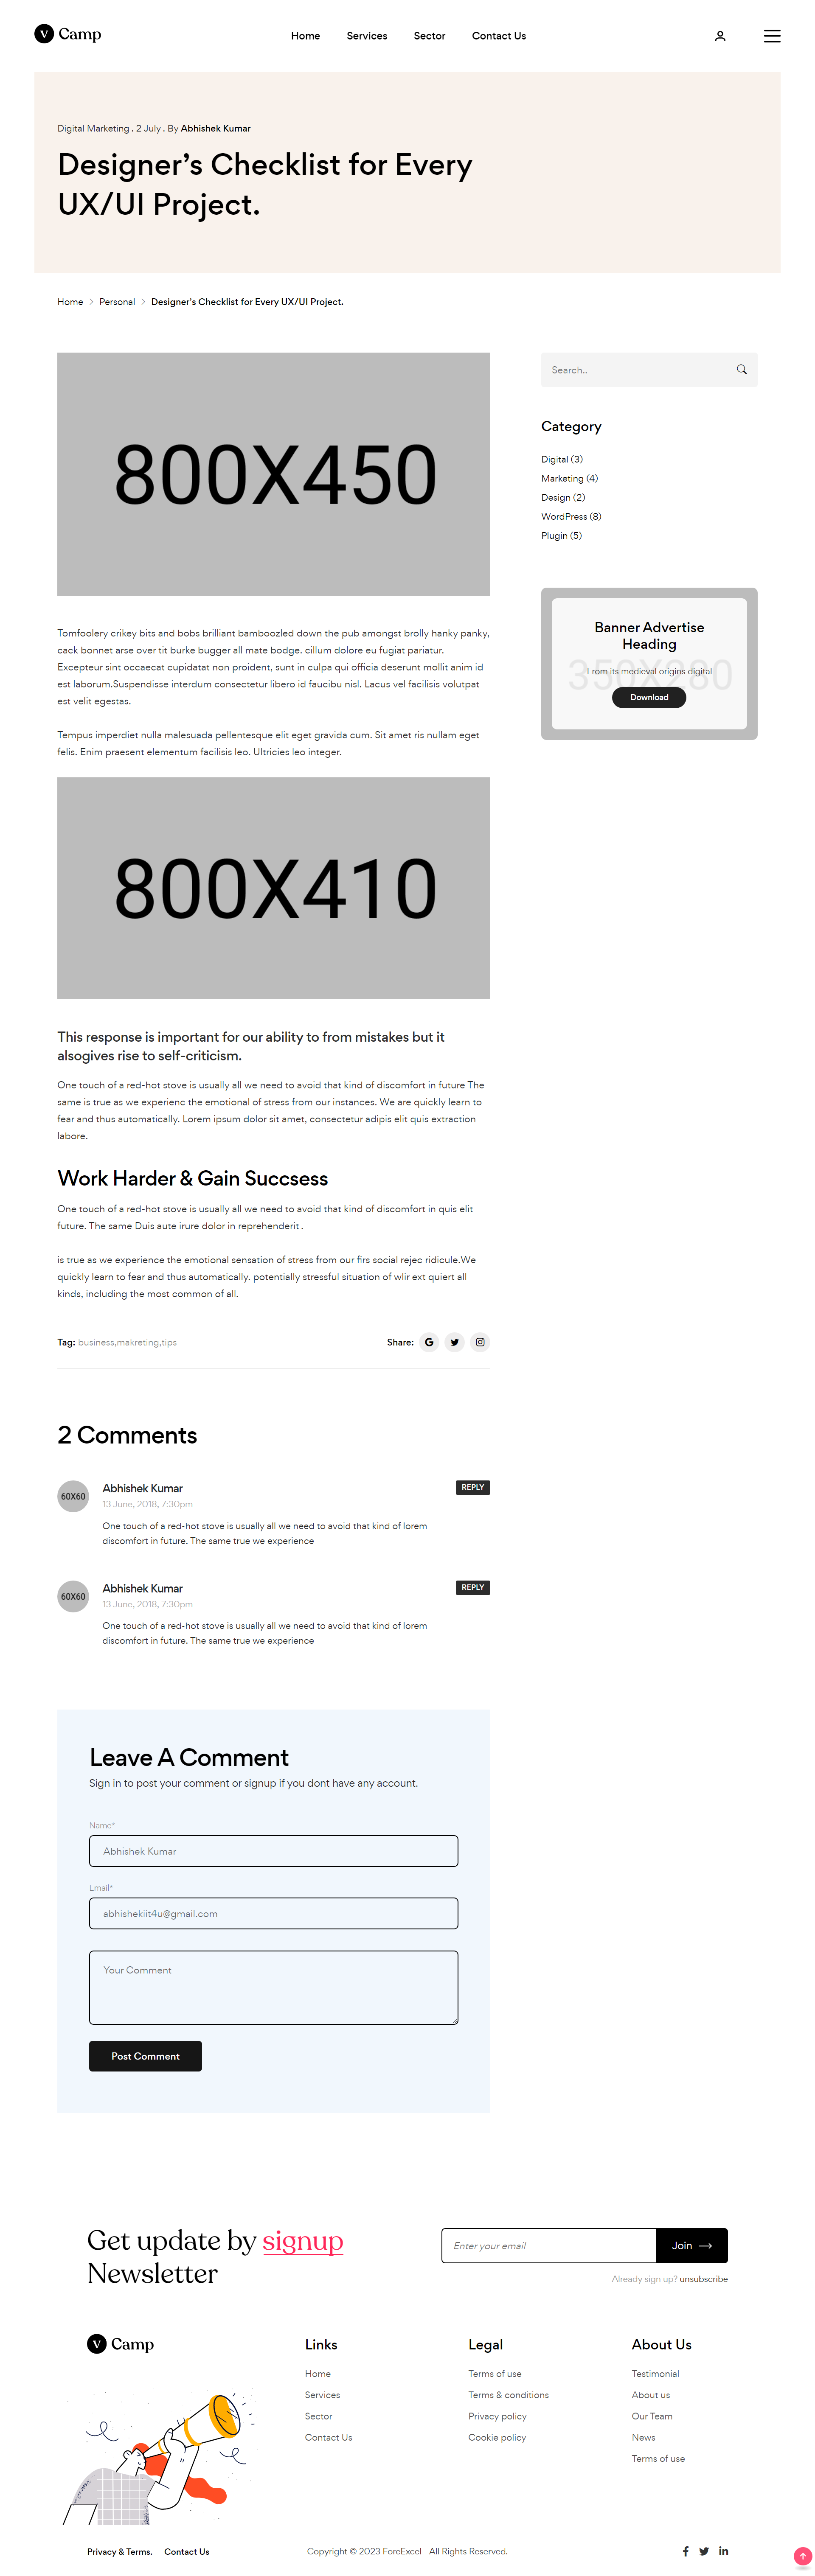 v Camp
Home Services Sector Contact Us
Digital Marketing . 2 July . By Abhishek Kumar
Designer's Checklist for Every
UX/UI Project.
Home > Personal > Designer's Checklist for Every UX/UI Project.
800X450
Tomfoolery crikey bits and bobs brilliant bamboozled down the pub amongst brolly hanky panky,
cack bonnet arse over tit burke bugger all mate bodge. cillum dolore eu fugiat pariatur.
Excepteur sint occaecat cupidatat non proident, sunt in culpa qui officia deserunt mollit anim id
est laborum.Suspendisse interdum consectetur libero id faucibu nisl. Lacus vel facilisis volutpat
est velit egestas.
Tempus imperdiet nulla malesuada pellentesque elit eget gravida cum. Sit amet ris nullam eget
felis. Enim praesent elementum facilisis leo. Ultricies leo integer.
800X410
This response is important for our ability to from mistakes but it
alsogives rise to self-criticism.
One touch of a red-hot stove is usually all we need to avoid that kind of discomfort in future The
same is true as we experienc the emotional of stress from our instances. We are quickly learn to
fear and thus automatically. Lorem ipsum dolor sit amet, consectetur adipis elit quis extraction
labore.
Work Harder & Gain Succsess
One touch of a red-hot stove is usually all we need to avoid that kind of discomfort in quis elit
future. The same Duis aute irure dolor in reprehenderit .
is true as we experience the emotional sensation of stress from our firs social rejec ridicule.We
quickly learn to fear and thus automatically. potentially stressful situation of wlir ext quiert all
kinds, including the most common of all.
Tag: business,makreting,tips
Share:
Search..
Category
Digital (3)
Marketing (4)
Design (2)
WordPress (8)
Plugin (5)
350X280
Banner Advertise
Heading
From its medieval origins digital
Download
2 Comments
60X60
Abhishek Kumar
REPLY
13 June, 2018, 7:30pm
One touch of a red-hot stove is usually all we need to avoid that kind of lorem
discomfort in future. The same true we experience
60X60
Abhishek Kumar
REPLY
13 June, 2018, 7:30pm
One touch of a red-hot stove is usually all we need to avoid that kind of lorem
discomfort in future. The same true we experience
Leave A Comment
Sign in to post your comment or signup if you dont have any account.
Name*
Abhishek Kumar
Email*
abhishekiit4u@gmail.com
Your Comment
Post Comment
Get update by signup
Newsletter
Enter your email
Join
Already sign up? unsubscribe
v Camp
Links
Home
Services
Sector
Contact Us
Legal
Terms of use
Terms & conditions
Privacy policy
Cookie policy
About Us
Testimonial
About us
Our Team
News
Terms of use
Privacy & Terms. Contact Us
Copyright © 2023 ForeExcel - All Rights Reserved.